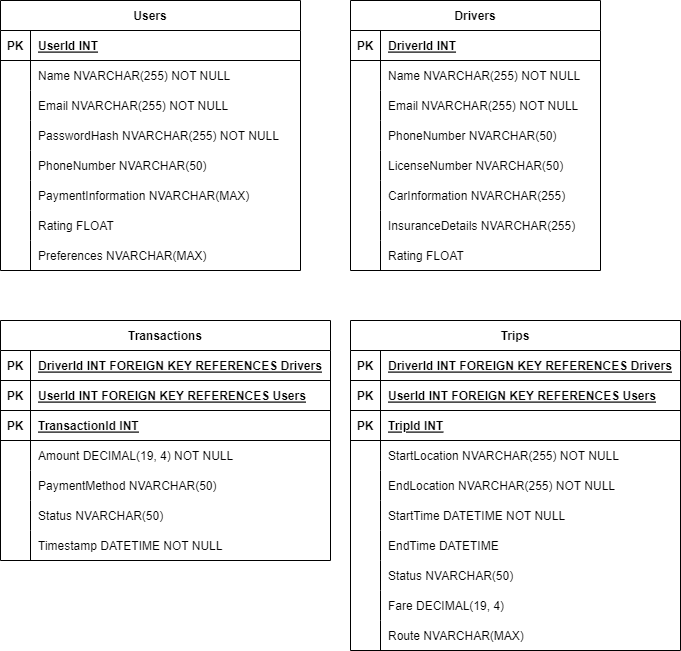 Users
PK UserId INT
Name NVARCHAR(255) NOT NULL
Email NVARCHAR(255) NOT NULL
PasswordHash NVARCHAR(255) NOT NULL
PhoneNumber NVARCHAR(50)
PaymentInformation NVARCHAR(MAX)
Rating FLOAT
Preferences NVARCHAR(MAX)
Drivers
PK DriverId INT
Name NVARCHAR(255) NOT NULL
Email NVARCHAR(255) NOT NULL
PhoneNumber NVARCHAR(50)
LicenseNumber NVARCHAR(50)
CarInformation NVARCHAR(255)
InsuranceDetails NVARCHAR(255)
Rating FLOAT
Transactions
PK DriverId INT FOREIGN KEY REFERENCES Drivers
PK UserId INT FOREIGN KEY REFERENCES Users
PK TransactionId INT
Amount DECIMAL(19, 4) NOT NULL
PaymentMethod NVARCHAR(50)
Status NVARCHAR(50)
Timestamp DATETIME NOT NULL
Trips
PK DriverId INT FOREIGN KEY REFERENCES Drivers
PK UserId INT FOREIGN KEY REFERENCES Users
PK TripId INT
StartLocation NVARCHAR(255) NOT NULL
EndLocation NVARCHAR(255) NOT NULL
StartTime DATETIME NOT NULL
EndTime DATETIME
Status NVARCHAR(50)
Fare DECIMAL(19, 4)
Route NVARCHAR(MAX)